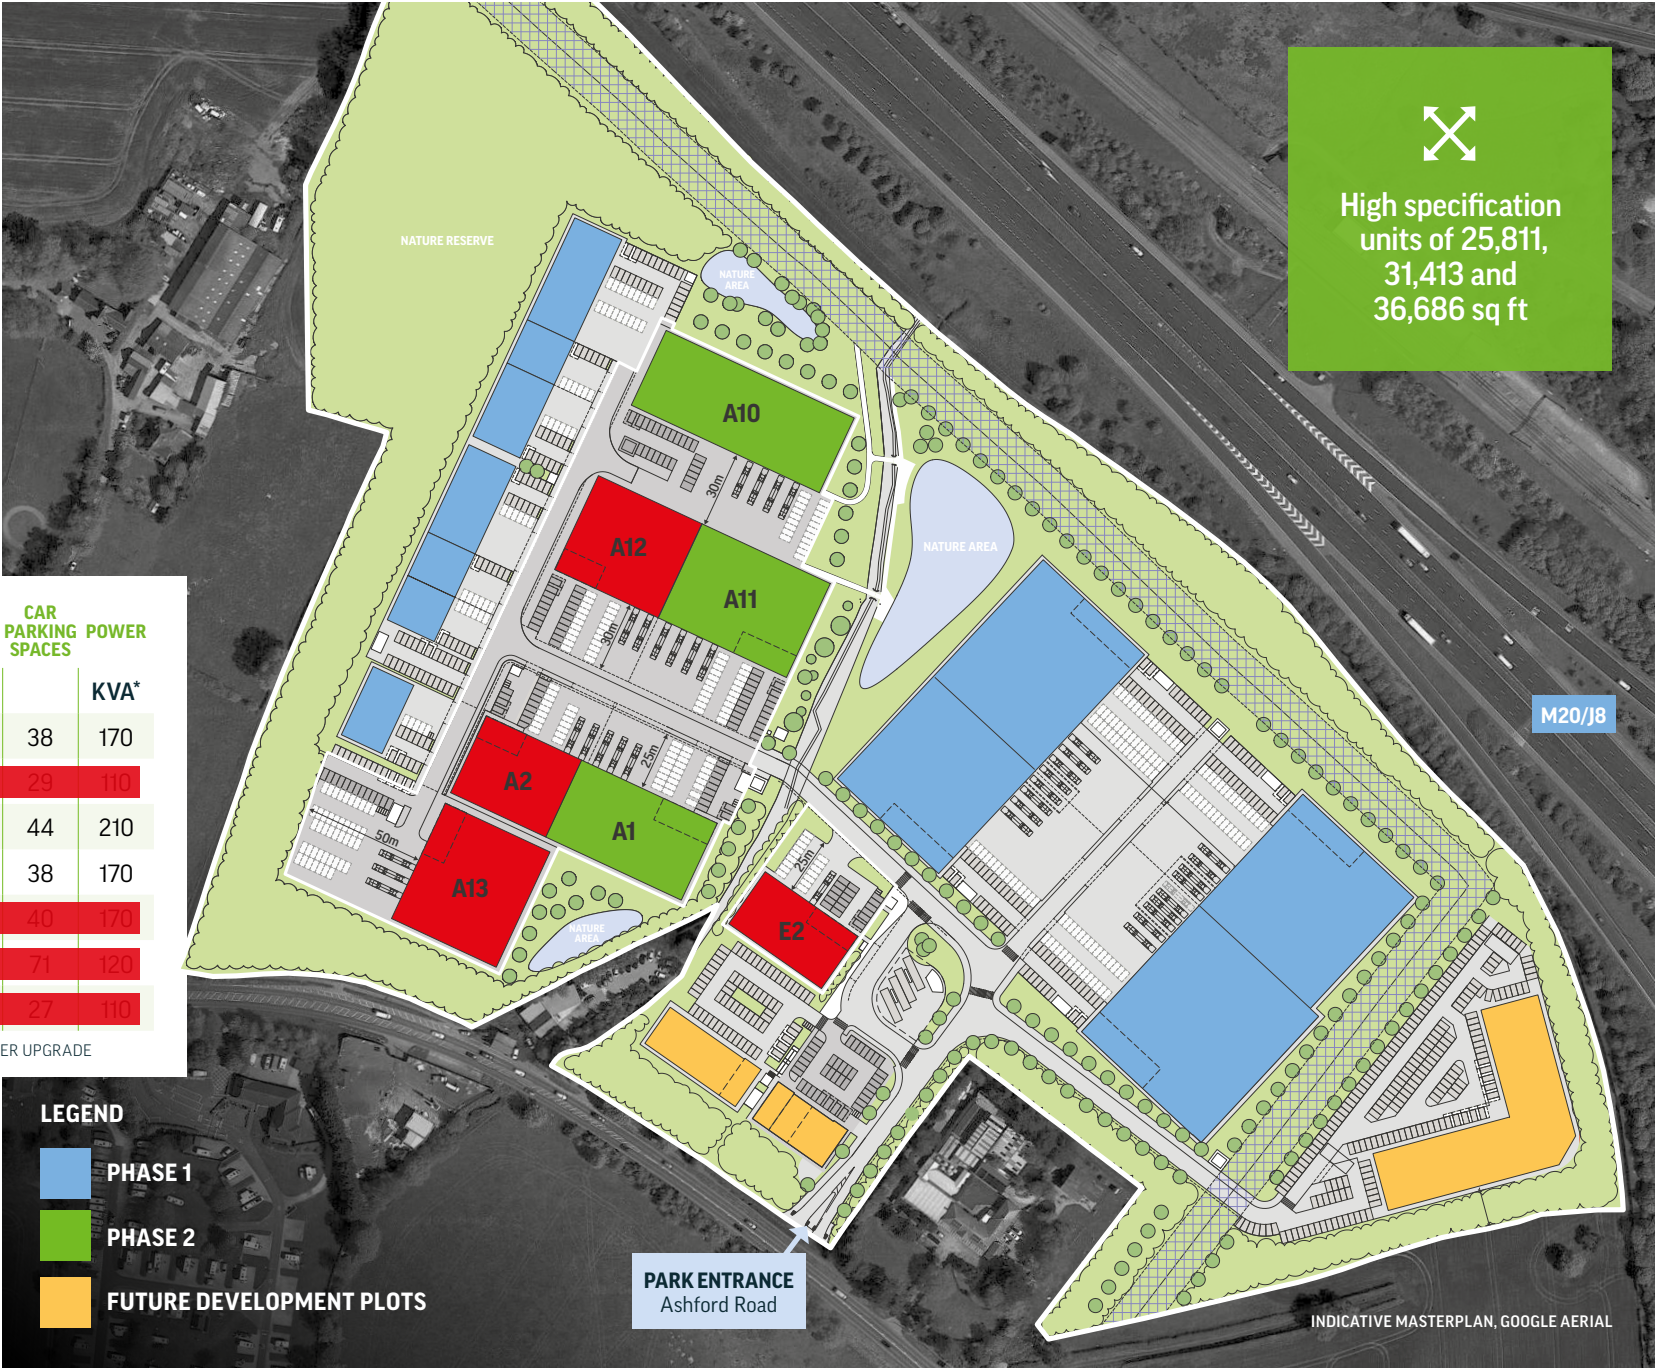 High specification
units of 25,811,
31,413 and
36,686 sq ft
NATURE RESERVE
NATURE
AREA
A10
30m
A12
A11
NATURE AREA
30m
CAR
PARKING
SPACES
POWER
KVA*
38 170
29 110
44 210
38 170
40 170
71 120
27 110
ER UPGRADE
M20/J8
A2
25m
A1
50m
A13
25m
E2
NATURE
AREA
LEGEND
PHASE 1
PHASE 2
FUTURE DEVELOPMENT PLOTS
PARK ENTRANCE
Ashford Road
INDICATIVE MASTERPLAN, GOOGLE AERIAL